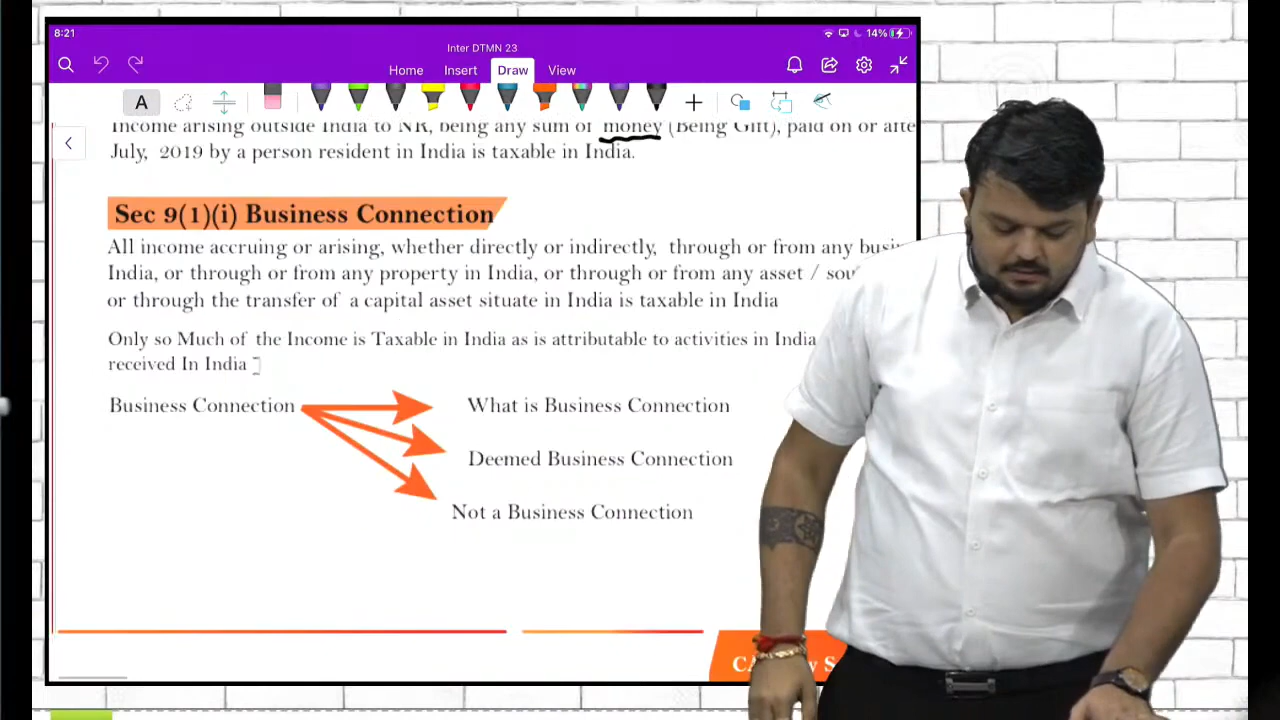 8:21
14%
Inter DTMN 23
Home Insert Draw View
A
Income arising outside India to NR, being any sum of money (Being Gift), paid on or
July, 2019 by a person resident in India is taxable in India.
Sec 9(1)(i) Business Connection
All income accruing or arising, whether directly or indirectly, through or from any
India, or through or from any property in India, or through or from any asset /
or through the transfer of a capital asset situate in India is taxable in India
Only so Much of the Income is Taxable in India as is attributable to activities in India
received In India ]
Business Connection
What is Business Connection
Deemed Business Connection
Not a Business Connection